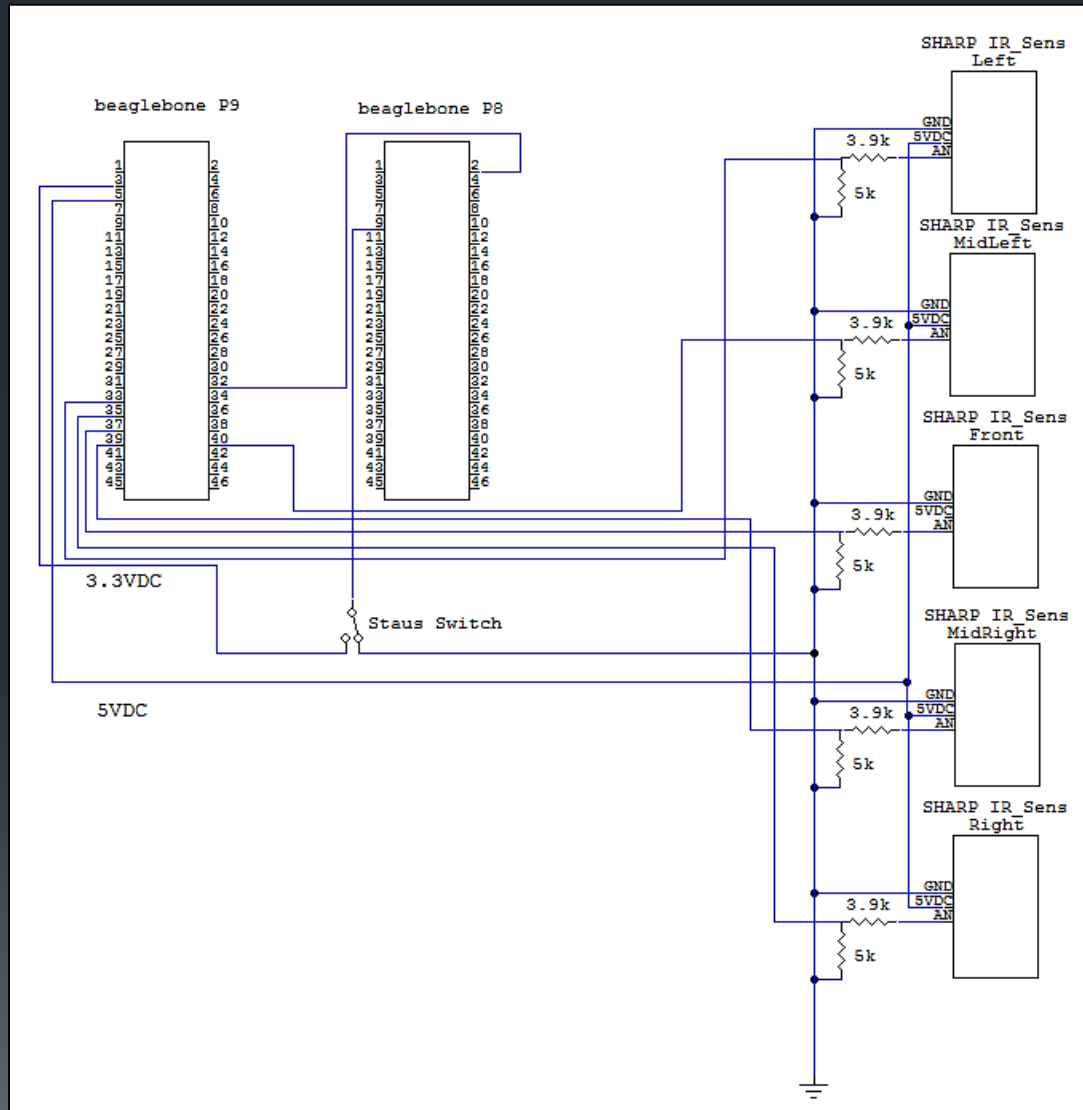 SHARP IR_Sens
Left
beaglebone P9
beaglebone P8
GND
5VDC
AN
3.9k
5k
SHARP IR_Sens
MidLeft
GND
5VDC
AN
3.9k
5k
SHARP IR_Sens
Front
GND
5VDC
AN
3.9k
5k
SHARP IR_Sens
MidRight
GND
5VDC
AN
3.9k
5k
SHARP IR_Sens
Right
GND
5VDC
AN
3.9k
5k
1 2
3 4
5 6
7 8
9 10
11 12
13 14
15 16
17 18
19 20
21 22
23 24
25 26
27 28
29 30
31 32
33 34
35 36
37 38
39 40
41 42
43 44
45 46
1 2
3 4
5 6
7 8
9 10
11 12
13 14
15 16
17 18
19 20
21 22
23 24
25 26
27 28
29 30
31 32
33 34
35 36
37 38
39 40
41 42
43 44
45 46
3.3VDC
Staus Switch
5VDC